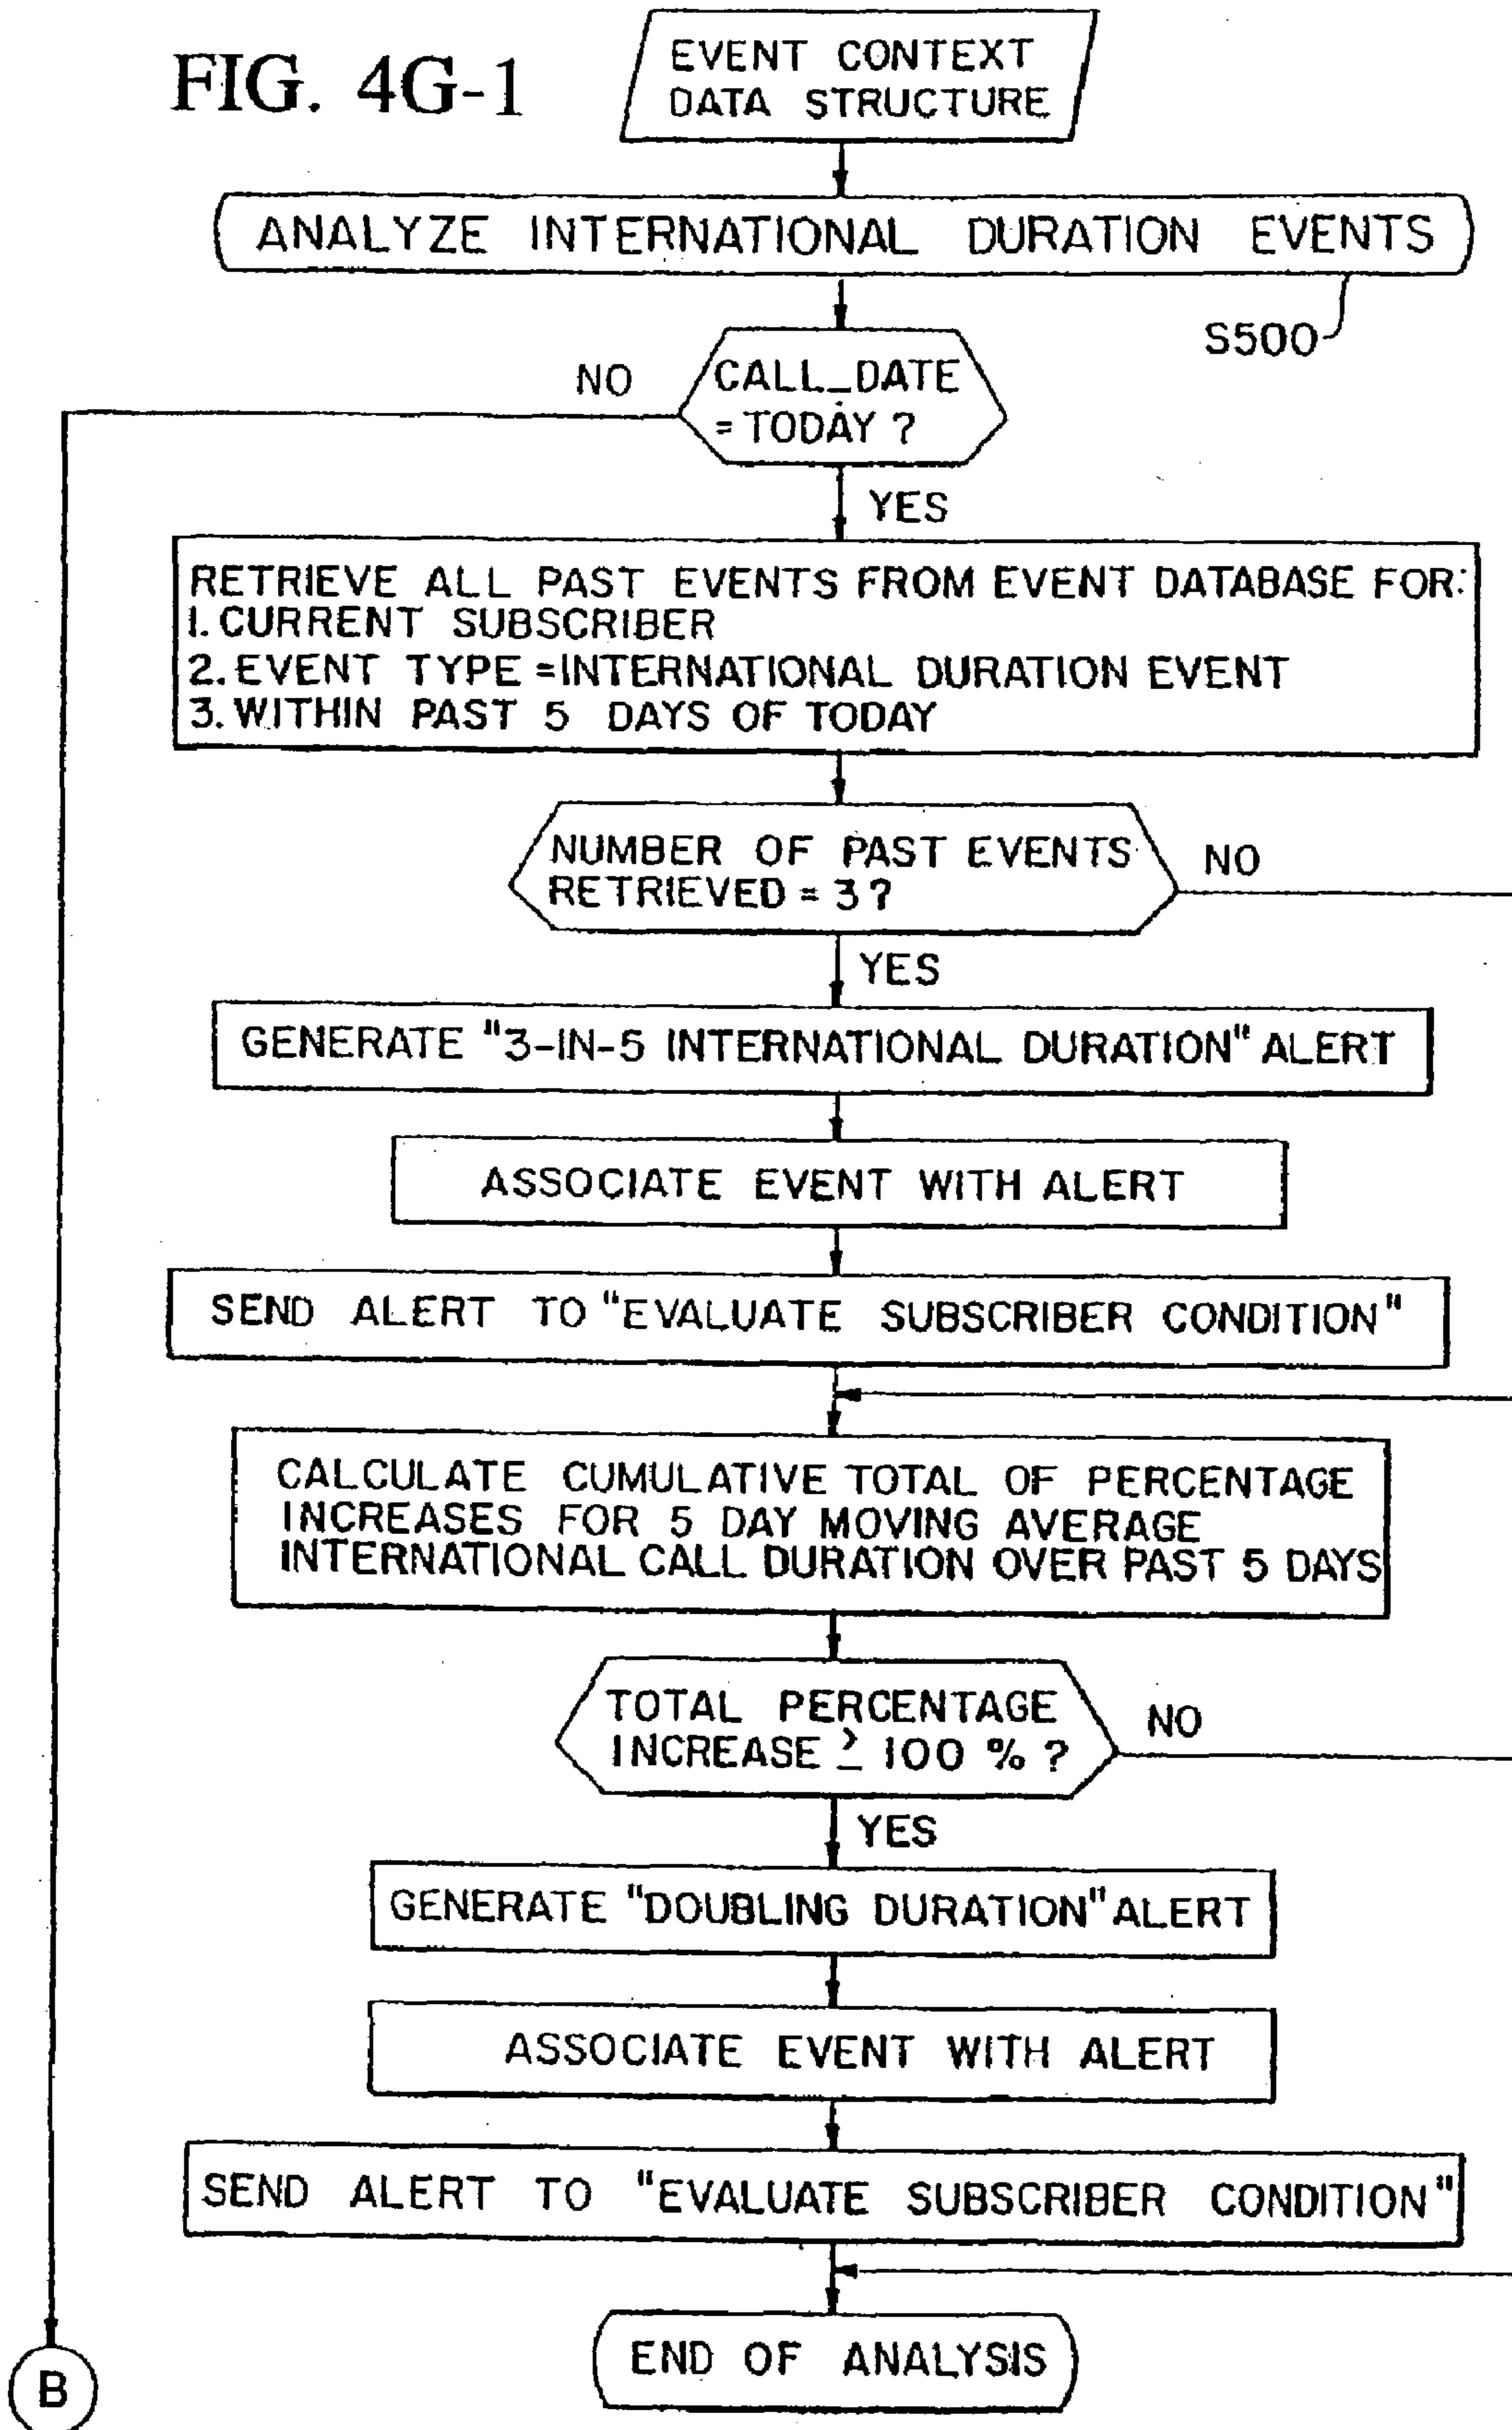 FIG. 4G-1
EVENT CONTEXT
DATA STRUCTURE
ANALYZE INTERNATIONAL DURATION EVENTS
S500
NO
CALL_DATE
= TODAY ?
YES
RETRIEVE ALL PAST EVENTS FROM EVENT DATABASE FOR:
1. CURRENT SUBSCRIBER
2. EVENT TYPE = INTERNATIONAL DURATION EVENT
3. WITHIN PAST 5 DAYS OF TODAY
NUMBER OF PAST EVENTS
RETRIEVED = 3 ?
NO
YES
GENERATE "3-IN-5 INTERNATIONAL DURATION" ALERT
ASSOCIATE EVENT WITH ALERT
SEND ALERT TO "EVALUATE SUBSCRIBER CONDITION"
CALCULATE CUMULATIVE TOTAL OF PERCENTAGE
INCREASES FOR 5 DAY MOVING AVERAGE
INTERNATIONAL CALL DURATION OVER PAST 5 DAYS
TOTAL PERCENTAGE
INCREASE ≥ 100 % ?
NO
YES
GENERATE "DOUBLING DURATION" ALERT
ASSOCIATE EVENT WITH ALERT
SEND ALERT TO "EVALUATE SUBSCRIBER CONDITION"
END OF ANALYSIS
B